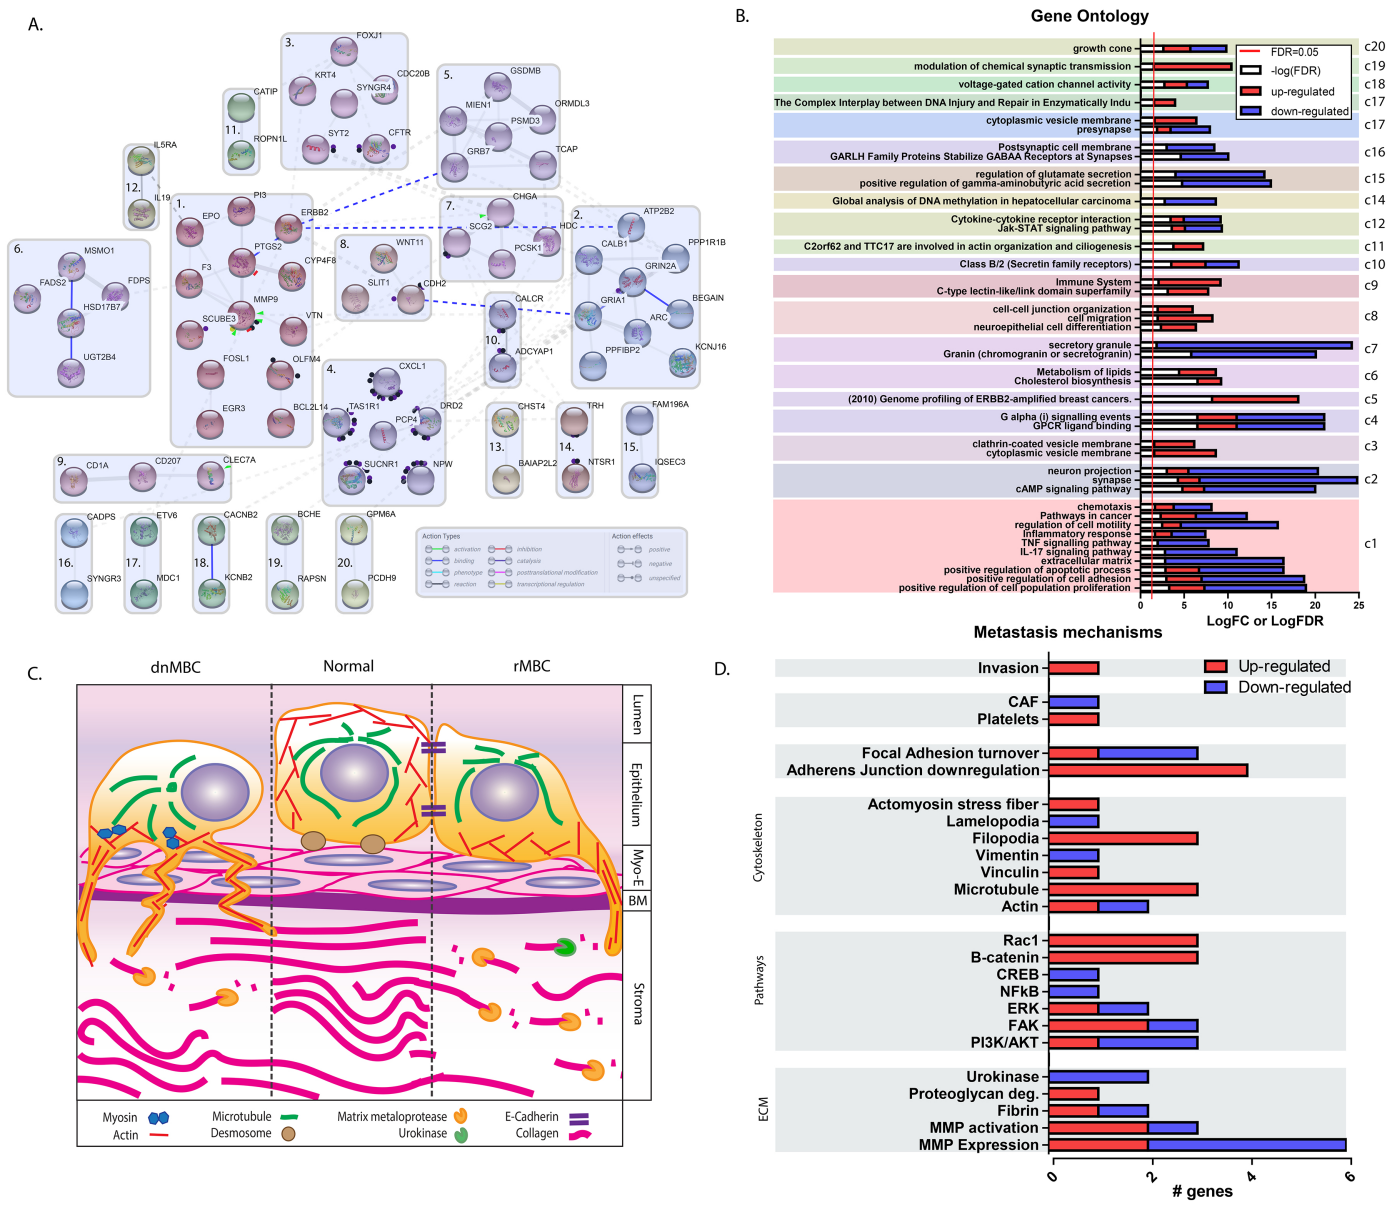 A.
3.
FOXJ1
KRT4
CDC20B
SYNGR4
SYT2
CFTR
CATIP
11.
ROPN1L
5.
GSDMB
MIEN1
ORMDL3
PSMD3
GRB7
TCAP
IL5RA
12.
IL19
1.
PI3
EPO
ERBB2
PTGS2
F3
CYP4F8
MMP9
SCUBE3
VTN
FOSL1
OLFM4
EGR3
BCL2L14
7.
CHGA
SCG2
HDC
PCSK1
2.
ATP2B2
CALB1
PPP1R1B
GRIN2A
GRIA1
BEGAIN
ARC
PPFIBP2
KCNJ16
6.
MSMO1
FADS2
FDPS
HSD17B7
UGT2B4
8.
WNT11
SLIT1
CDH2
CALCR
10.
ADCYAP1
4.
CXCL1
TAS1R1
DRD2
PCP4
SUCNR1
NPW
CHST4
13.
BAIAP2L2
TRH
14.
NTSR1
FAM196A
15.
IQSEC3
9.
CD1A
CD207
CLEC7A
CADPS
16.
SYNGR3
ETV6
17.
MDC1
CACNB2
18.
KCNB2
BCHE
19.
RAPSN
GPM6A
20.
PCDH9
Action Types
Action effects
activation
inhibition
positive
binding
catalysis
negative
phenotype
posttranslational modification
unspecified
reaction
transcriptional regulation
B.
Gene Ontology
FDR=0.05
-log(FDR)
up-regulated
down-regulated
growth cone
c20
modulation of chemical synaptic transmission
c19
voltage-gated cation channel activity
c18
The Complex Interplay between DNA Injury and Repair in Enzymatically Indu
c17
cytoplasmic vesicle membrane
c17
presynapse
Postsynaptic cell membrane
c16
GARLH Family Proteins Stabilize GABAA Receptors at Synapses
regulation of glutamate secretion
c15
positive regulation of gamma-aminobutyric acid secretion
Global analysis of DNA methylation in hepatocellular carcinoma
c14
Cytokine-cytokine receptor interaction
c12
Jak-STAT signaling pathway
C2orf62 and TTC17 are involved in actin organization and ciliogenesis
c11
Class B/2 (Secretin family receptors)
c10
Immune System
c9
C-type lectin-like/link domain superfamily
cell-cell junction organization
cell migration
c8
neuroepithelial cell differentiation
secretory granule
c7
Granin (chromogranin or secretogranin)
Metabolism of lipids
c6
Cholesterol biosynthesis
(2010) Genome profiling of ERBB2-amplified breast cancers.
c5
G alpha (i) signalling events
c4
GPCR ligand binding
clathrin-coated vesicle membrane
c3
cytoplasmic vesicle membrane
neuron projection
synapse
c2
cAMP signaling pathway
chemotaxis
Pathways in cancer
regulation of cell motility
Inflammatory response
TNF signalling pathway
c1
IL-17 signaling pathway
extracellular matrix
positive regulation of apoptotic process
positive regulation of cell adhesion
positive regulation of cell population proliferation
0 5 10 15 20 25
LogFC or LogFDR
C.
dnMBC
Normal
rMBC
Lumen
Epithelium
Myo-E
BM
Stroma
Myosin
Microtubule
Matrix metaloprotease
E-Cadherin
Actin
Desmosome
Urokinase
Collagen
D.
Metastasis mechanisms
Up-regulated
Down-regulated
Invasion
CAF
Platelets
Focal Adhesion turnover
Adherens Junction downregulation
Cytoskeleton
Actomyosin stress fiber
Lamelopodia
Filopodia
Vimentin
Vinculin
Microtubule
Actin
Pathways
Rac1
B-catenin
CREB
NFkB
ERK
FAK
PI3K/AKT
ECM
Urokinase
Proteoglycan deg.
Fibrin
MMP activation
MMP Expression
0 2 4 6
# genes